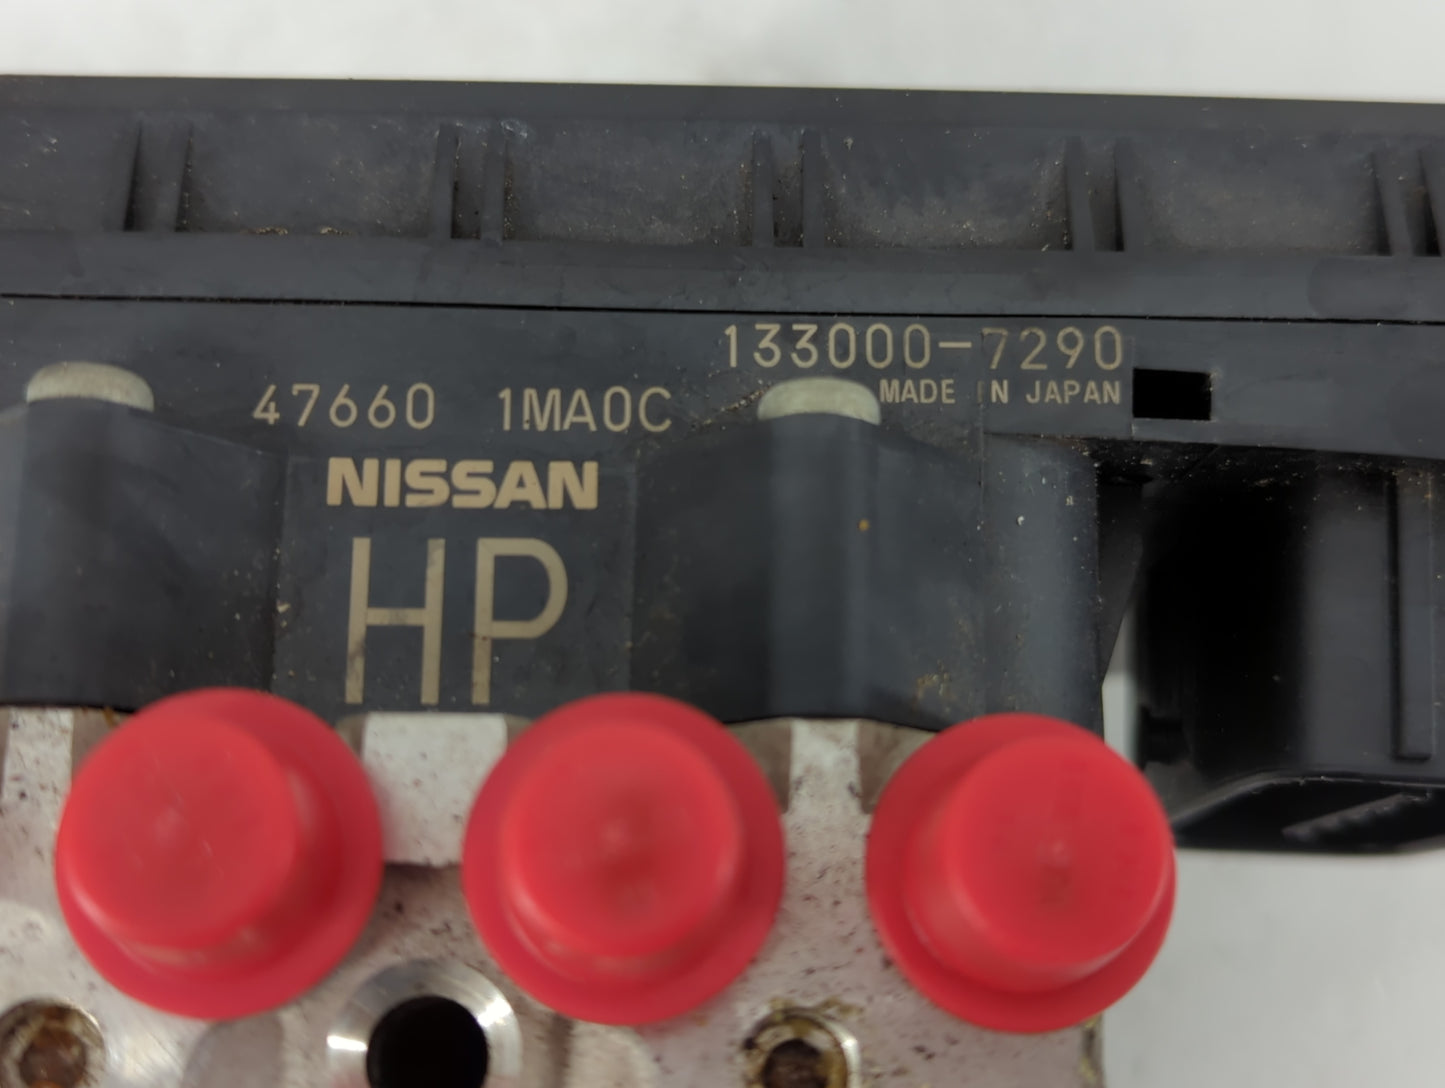 133000-7290
MADE IN JAPAN
47660 1MA0C
NISSAN
HP